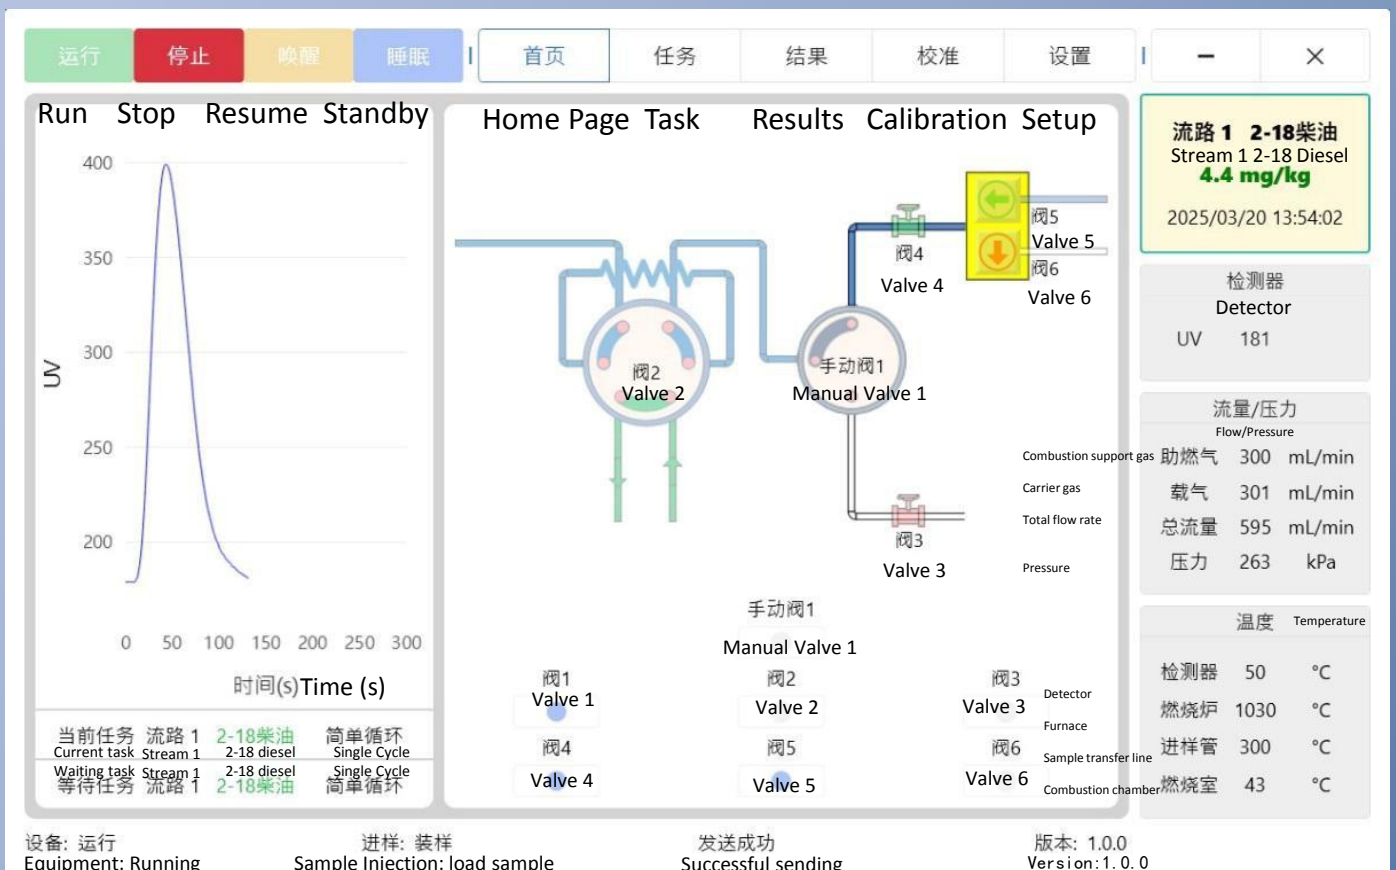 运行 停止 唤醒 睡眠 首页 任务 结果 校准 设置
Run Stop Resume Standby Home Page Task Results Calibration Setup
400
350
300
250
200
UV
0 50 100 150 200 250 300
时间(s)Time (s)
当前任务 流路 1 2-18柴油 简单循环
Current task Stream 1 2-18 diesel Single Cycle
Waiting task Stream 1 2-18 diesel Single Cycle
等待任务 流路 1 2-18柴油 简单循环
阀5
Valve 5
阀4
Valve 4
阀6
Valve 6
阀2
Valve 2
手动阀1
Manual Valve 1
阀3
Valve 3
手动阀1
Manual Valve 1
阀1 阀2 阀3
Valve 1 Valve 2 Valve 3
阀4 阀5 阀6
Valve 4 Valve 5 Valve 6
流路 1 2-18柴油
Stream 1 2-18 Diesel
4.4 mg/kg
2025/03/20 13:54:02
检测器
Detector
UV 181
流量/压力
Flow/Pressure
Combustion support gas 助燃气 300 mL/min
Carrier gas 载气 301 mL/min
Total flow rate 总流量 595 mL/min
Pressure 压力 263 kPa
温度 Temperature
Detector 检测器 50 °C
Furnace 燃烧炉 1030 °C
Sample transfer line 进样管 300 °C
Combustion chamber 燃烧室 43 °C
设备: 运行 进样: 装样 发送成功 版本: 1.0.0
Equipment: Running Sample Injection: load sample Successful sending Version:1.0.0